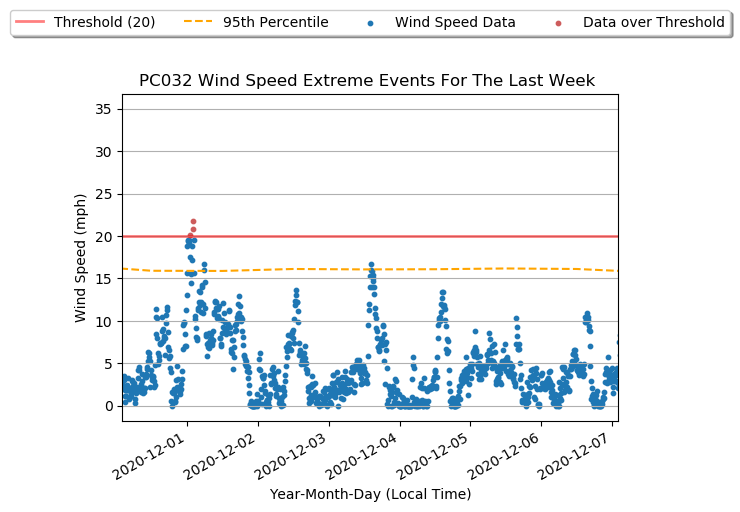 Threshold (20) 95th Percentile Wind Speed Data Data over Threshold
PC032 Wind Speed Extreme Events For The Last Week
Wind Speed (mph)
35
30
25
20
15
10
5
0
2020-12-01 2020-12-02 2020-12-03 2020-12-04 2020-12-05 2020-12-06 2020-12-07
Year-Month-Day (Local Time)